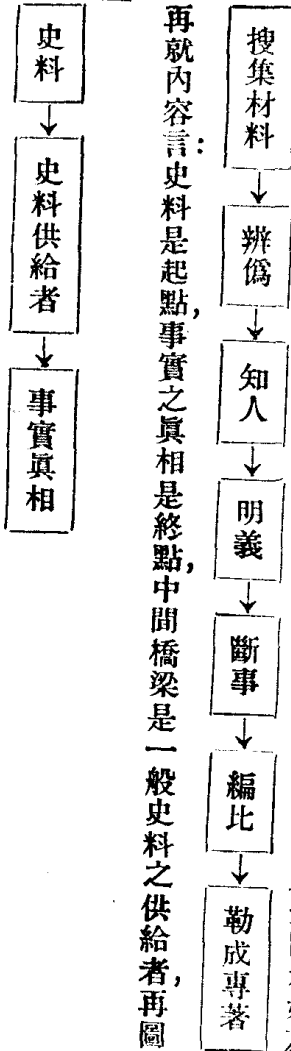 搜集材料→辨僞→知人→明義→斷事→編比→勒成專著
再就內容言：史料是起點，事實之眞相是終點，中間橋梁是一般史料之供給者，再圖
史料→史料供給者→事實眞相